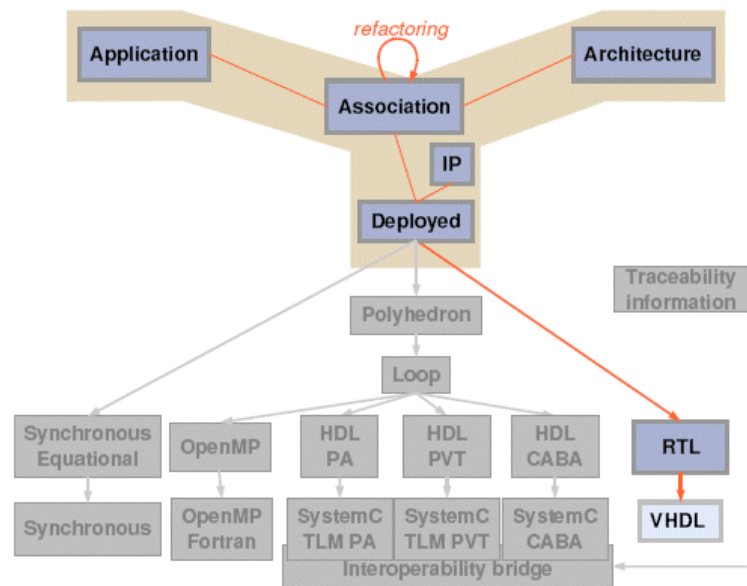 refactoring
Application
Architecture
Association
IP
Deployed
Traceability
information
Polyhedron
Loop
Synchronous
Equational
OpenMP
HDL
PA
HDL
PVT
HDL
CABA
RTL
Synchronous
OpenMP
Fortran
SystemC
TLM PA
SystemC
TLM PVT
SystemC
CABA
VHDL
Interoperability bridge